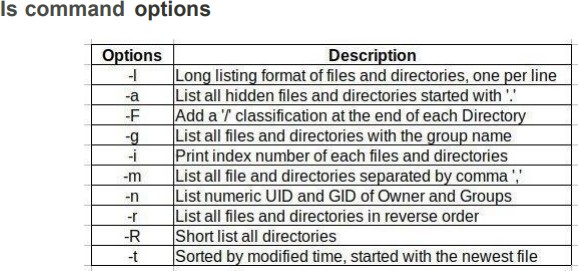 ls command options
Options Description
-l Long listing format of files and directories, one per line
-a List all hidden files and directories started with '.'
-F Add a '/' classification at the end of each Directory
-g List all files and directories with the group name
-i Print index number of each files and directories
-m List all file and directories separated by comma ','
-n List numeric UID and GID of Owner and Groups
-r List all files and directories in reverse order
-R Short list all directories
-t Sorted by modified time, started with the newest file